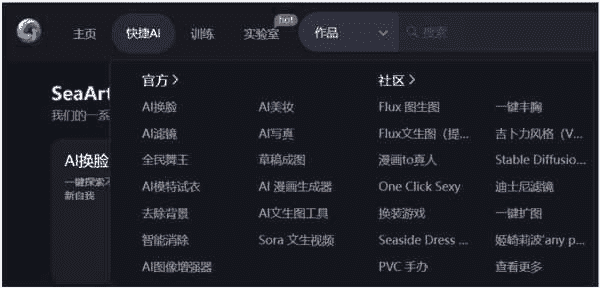 主页 快捷AI 训练 实验室 hot 作品 搜索
SeaArt
我们的一系
AI换脸
一键探索不
新自我
官方 >
AI换脸 AI美妆
AI滤镜 AI写真
全民舞王 草稿成图
AI模特试衣 AI 漫画生成器
去除背景 AI文生图工具
智能消除 Sora 文生视频
AI图像增强器
社区 >
Flux 图生图 一键丰胸
Flux文生图（提... 吉卜力风格（V...
漫画to真人 Stable Diffusio...
One Click Sexy 迪士尼滤镜
换装游戏 一键扩图
Seaside Dress ... 姬崎莉波'any p...
PVC 手办 查看更多